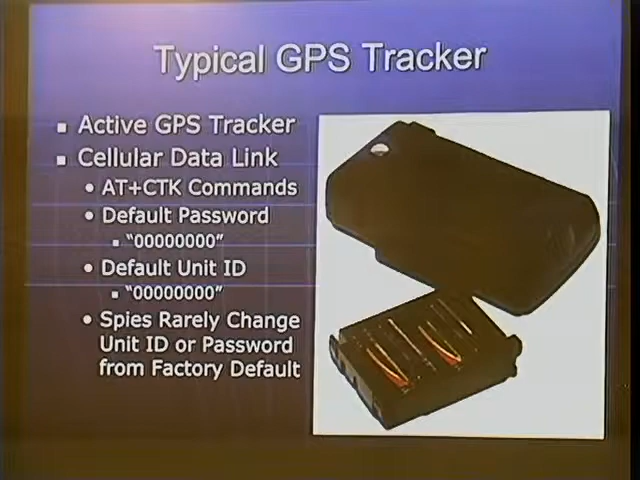 Typical GPS Tracker
▪ Active GPS Tracker
▪ Cellular Data Link
• AT+CTK Commands
• Default Password
▪ "00000000"
• Default Unit ID
▪ "00000000"
• Spies Rarely Change
Unit ID or Password
from Factory Default